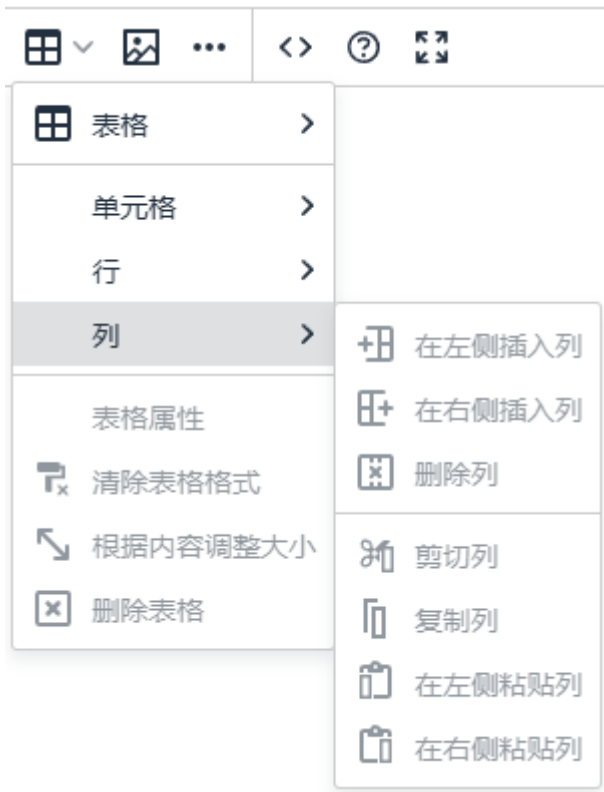 表格
单元格
行
列
表格属性
清除表格格式
根据内容调整大小
删除表格
在左侧插入列
在右侧插入列
删除列
剪切列
复制列
在左侧粘贴列
在右侧粘贴列